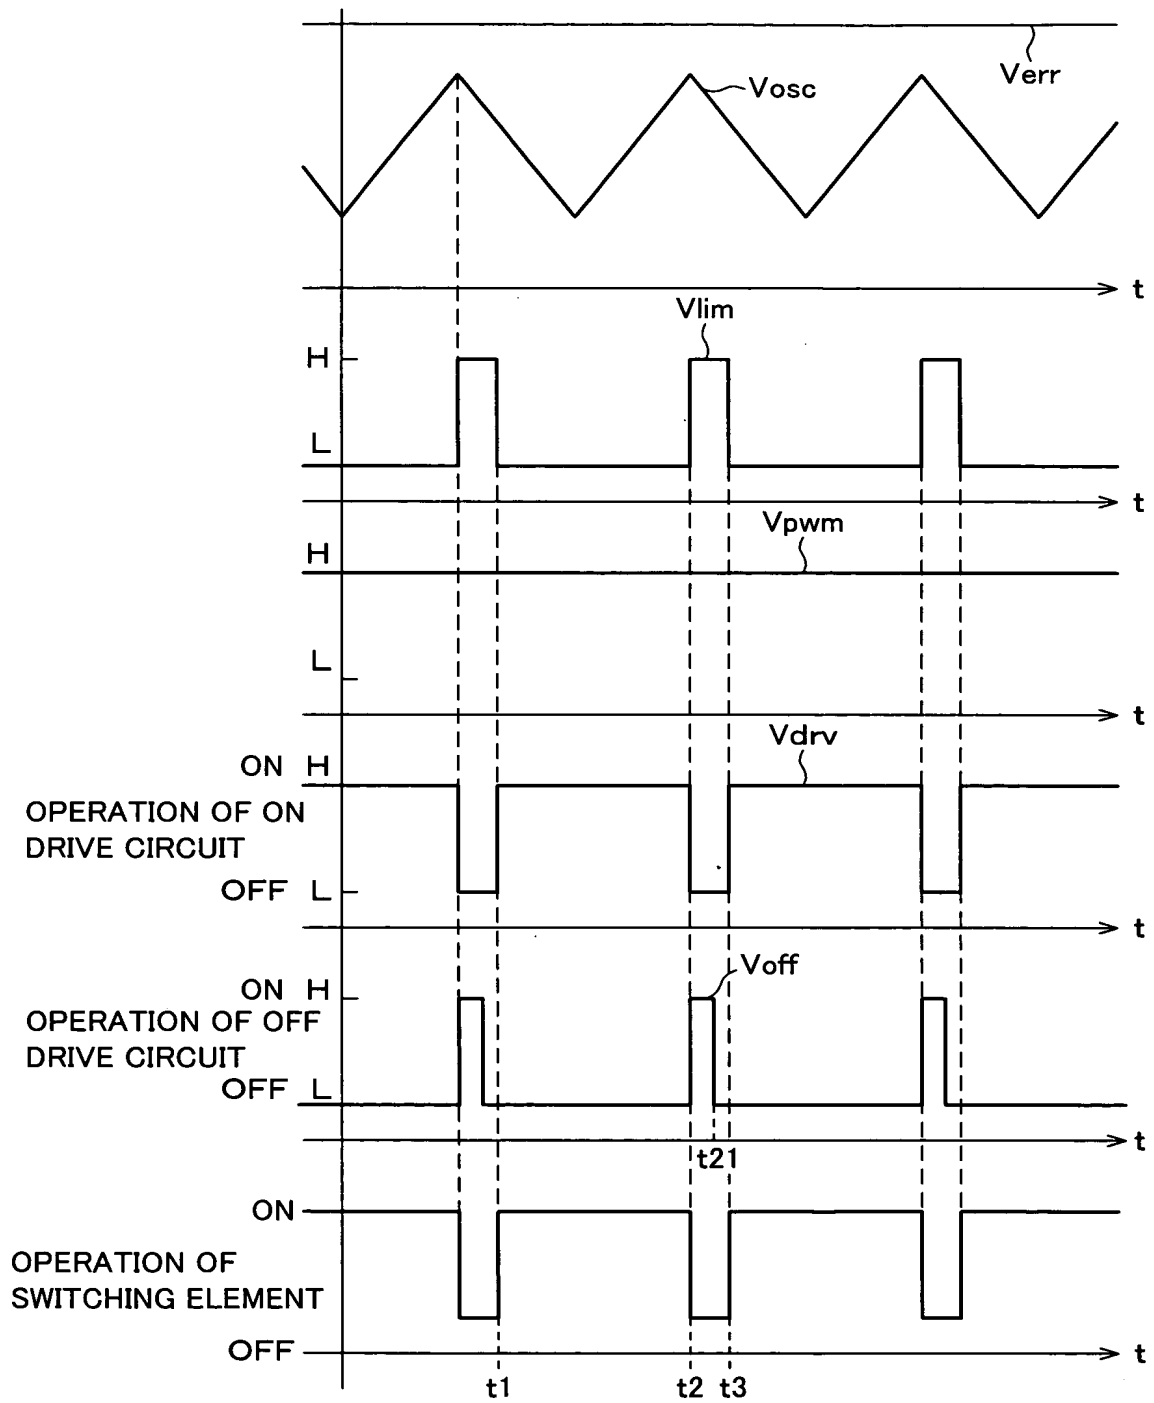 Verr
Vosc
t
Vlim
H
L
t
Vpwm
H
L
t
Vdrv
ON H
OPERATION OF ON
DRIVE CIRCUIT
OFF L
t
Voff
ON H
OPERATION OF OFF
DRIVE CIRCUIT
OFF L
t
t21
ON
OPERATION OF
SWITCHING ELEMENT
OFF
t
t1 t2 t3